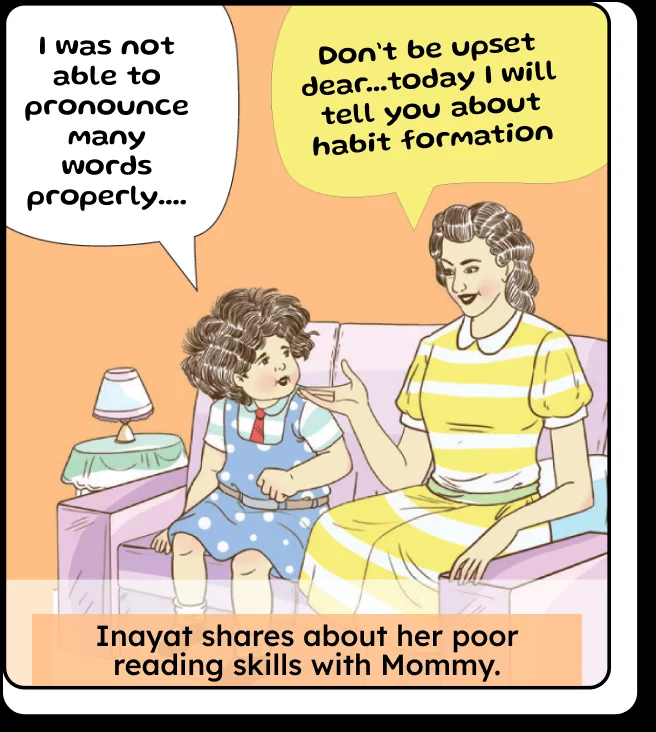 I was not
able to
pronounce
many
words
properly....
Don't be upset
dear...today I will
tell you about
habit formation
Inayat shares about her poor
reading skills with Mommy.